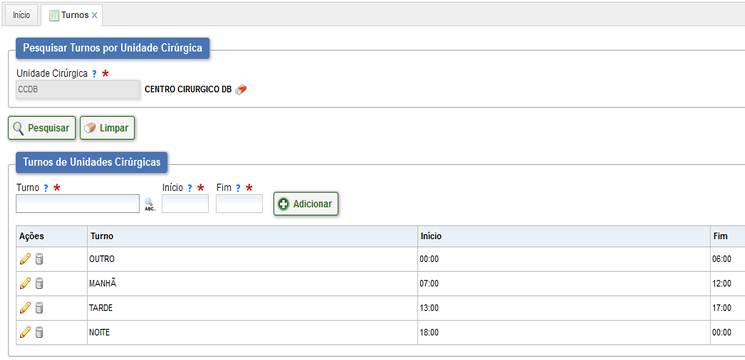 Início Turnos X
Pesquisar Turnos por Unidade Cirúrgica
Unidade Cirúrgica ? *
CCDB CENTRO CIRURGICO DB
Pesquisar Limpar
Turnos de Unidades Cirúrgicas
Turno ? * Início ? * Fim ? *
ABC Adicionar
Ações Turno Início Fim
OUTRO 00:00 06:00
MANHÃ 07:00 12:00
TARDE 13:00 17:00
NOITE 18:00 00:00